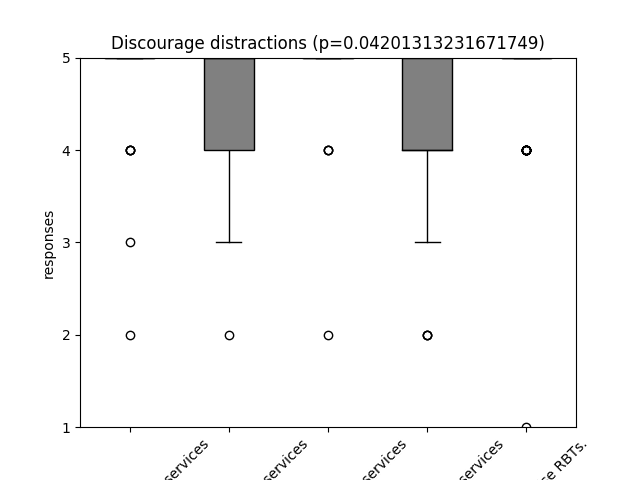 Discourage distractions (p=0.04201313231671749)
5
4
3
2
1
responses
services
services
services
services
RBTs.